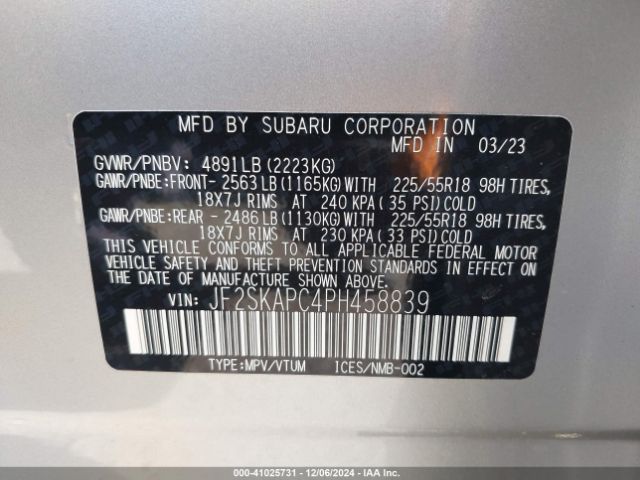 MFD BY SUBARU CORPORATION
MFD IN 03/23
GVWR/PNBV: 4891LB (2223KG)
GAWR/PNBE:FRONT- 2563LB(1165KG)WITH 225/55R18 98H TIRES,
18X7J RIMS AT 240 KPA( 35 PSI)COLD
GAWR/PNBE:REAR - 2486LB(1130KG)WITH 225/55R18 98H TIRES,
18X7J RIMS AT 230 KPA( 33 PSI)COLD
THIS VEHICLE CONFORMS TO ALL APPLICABLE FEDERAL MOTOR
VEHICLE SAFETY AND THEFT PREVENTION STANDARDS IN
EFFECT ON THE DATE OF MANUFACTURE SHOWN ABOVE.
VIN: JF2SKAPC4PH458839
TYPE:MPV/VTUM ICES/NMB-002
000-41025731 - 12/06/2024 - IAA Inc.